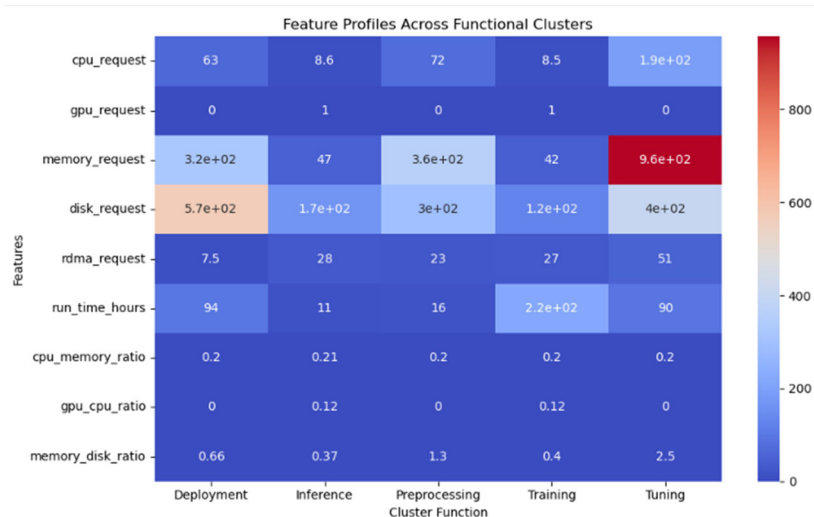 Feature Profiles Across Functional Clusters
cpu_request 63 8.6 72 8.5 1.9e+02
gpu_request 0 1 0 1 0
memory_request 3.2e+02 47 3.6e+02 42 9.6e+02
disk_request 5.7e+02 1.7e+02 3e+02 1.2e+02 4e+02
rdma_request 7.5 28 23 27 51
run_time_hours 94 11 16 2.2e+02 90
cpu_memory_ratio 0.2 0.21 0.2 0.2 0.2
gpu_cpu_ratio 0 0.12 0 0.12 0
memory_disk_ratio 0.66 0.37 1.3 0.4 2.5
Features
Deployment Inference Preprocessing Training Tuning
Cluster Function
800
600
400
200
0